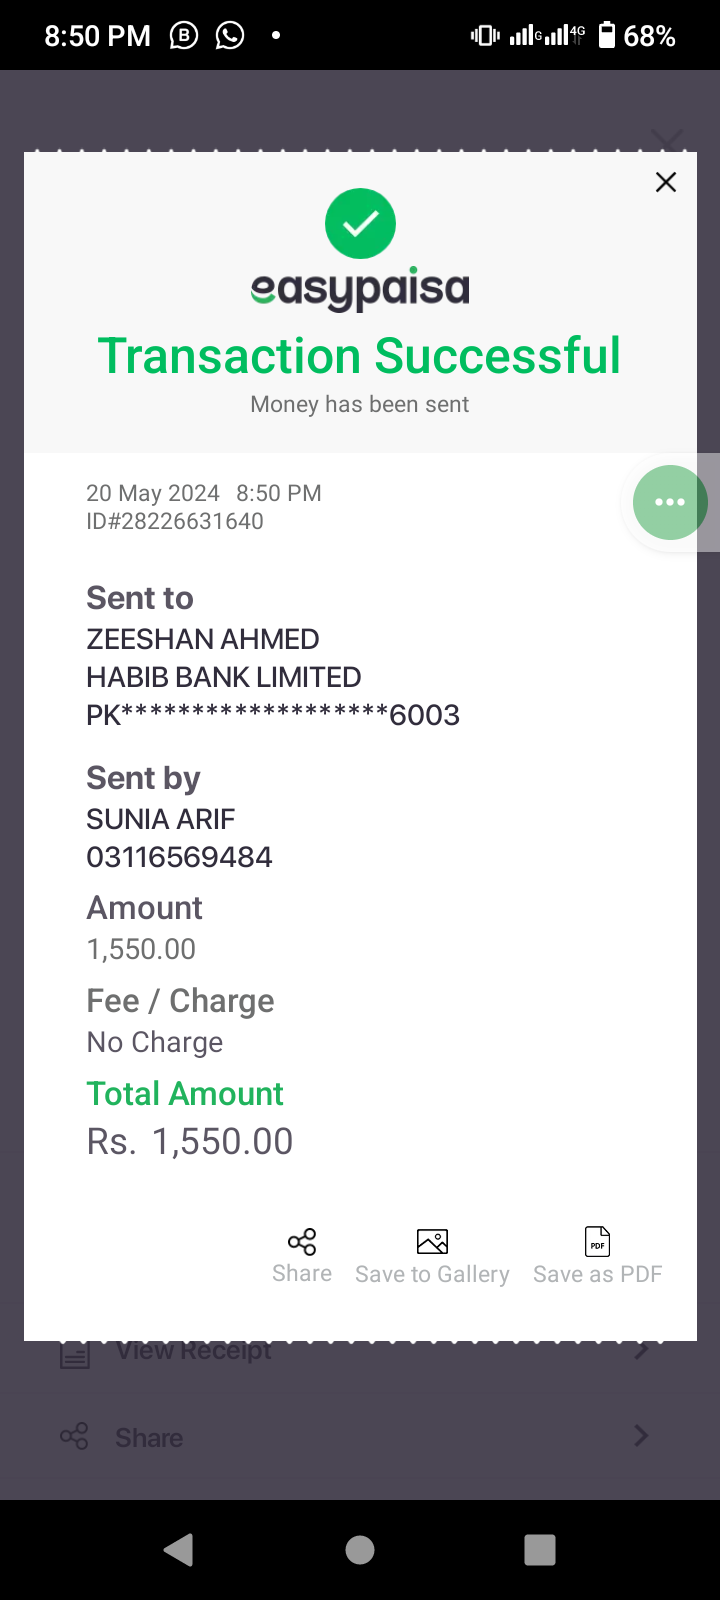 8:50 PM
G
4G
68%
easypaisa
Transaction Successful
Money has been sent
20 May 2024 8:50 PM
ID#28226631640
Sent to
ZEESHAN AHMED
HABIB BANK LIMITED
PK*******************6003
Sent by
SUNIA ARIF
03116569484
Amount
1,550.00
Fee / Charge
No Charge
Total Amount
Rs. 1,550.00
PDF
Share
Save to Gallery
Save as PDF
View Receipt
Share